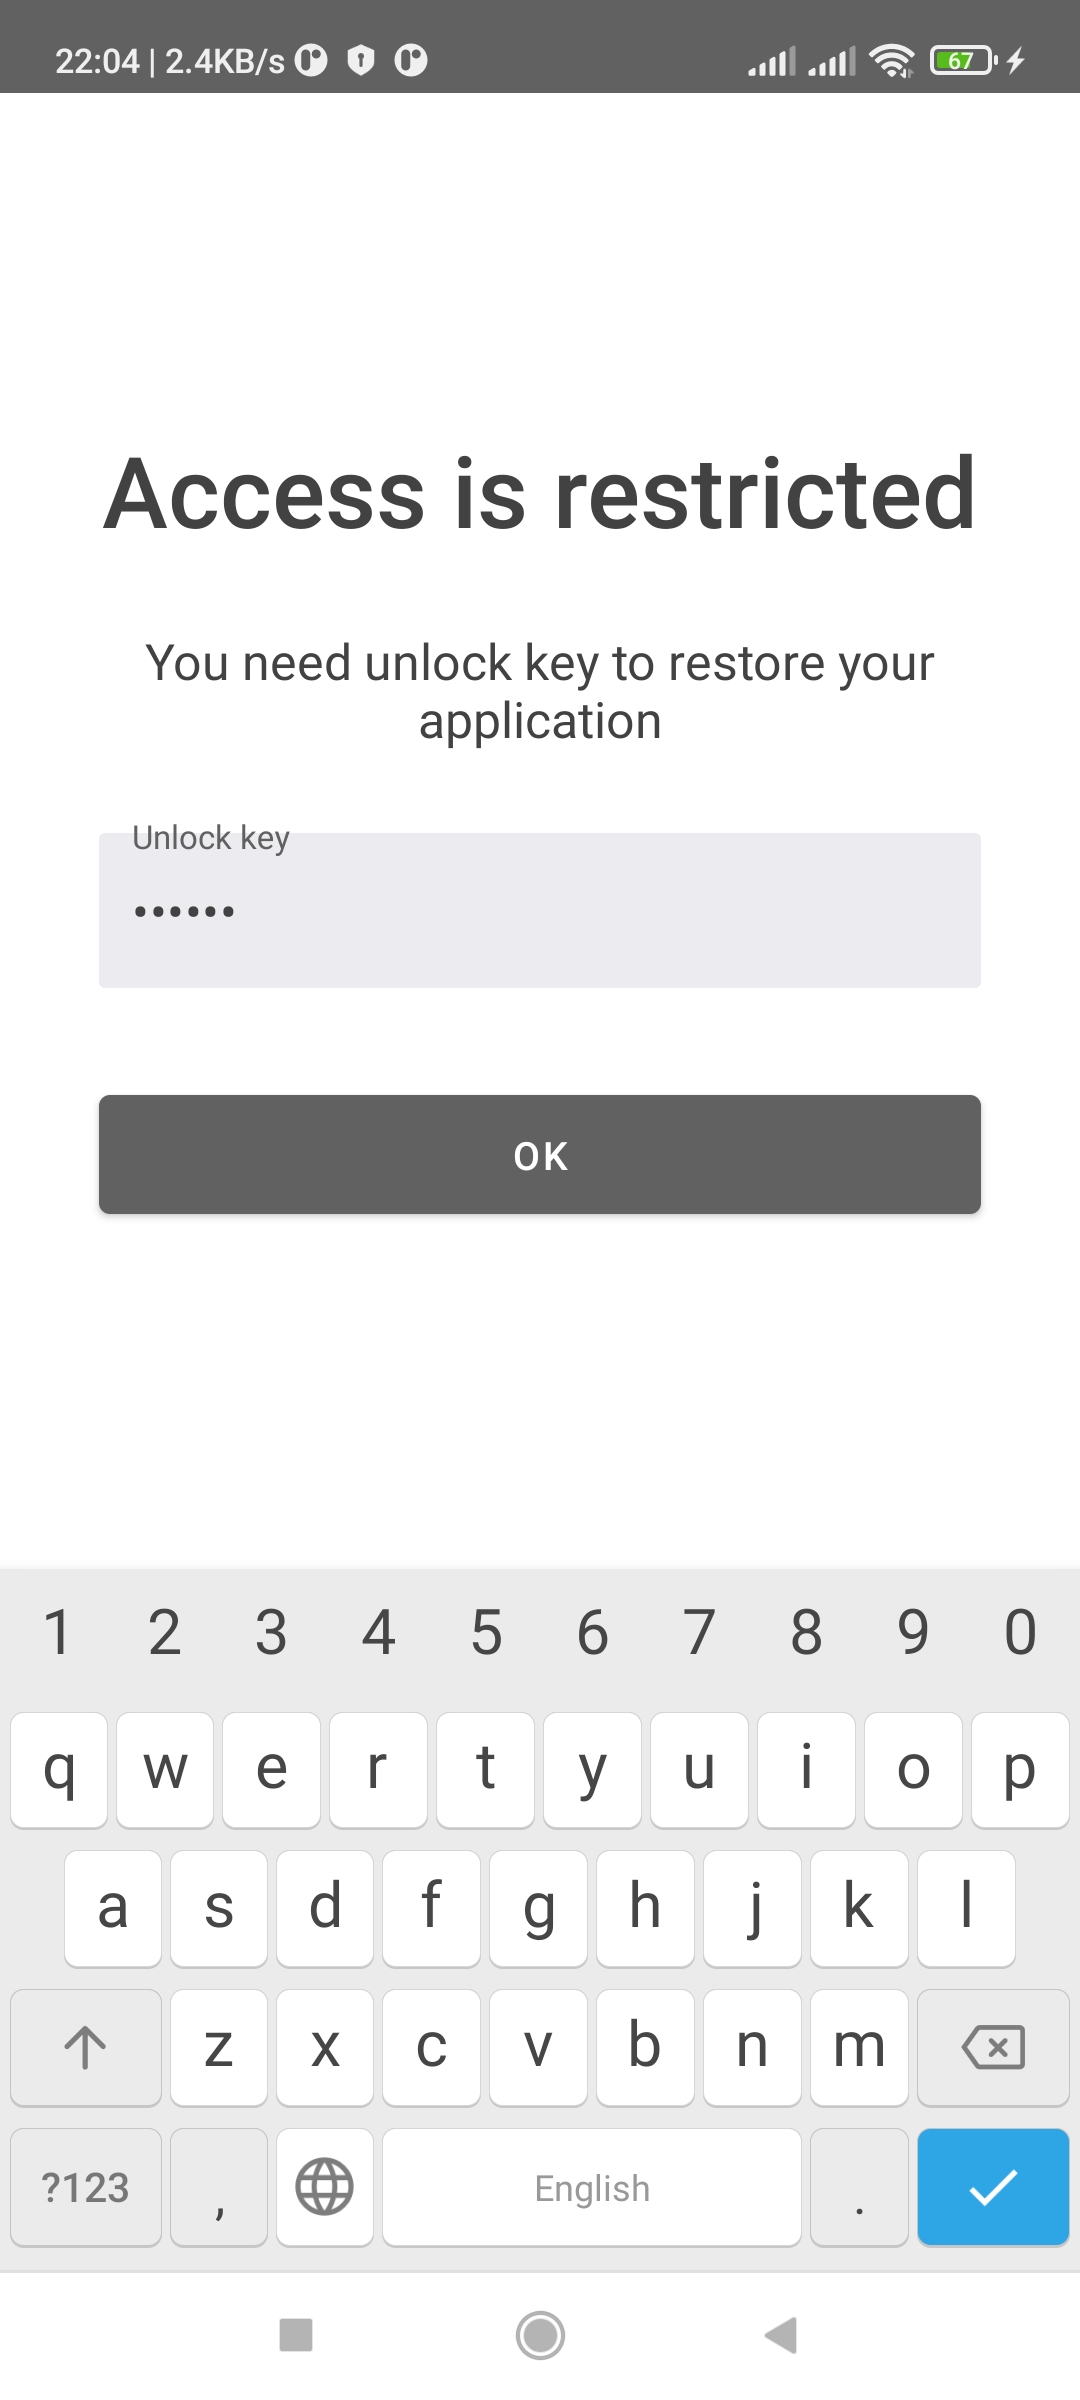 22:04 | 2.4KB/s 67
Access is restricted
You need unlock key to restore your
application
Unlock key
••••••
OK
1 2 3 4 5 6 7 8 9 0
q w e r t y u i o p
a s d f g h j k l
z x c v b n m
?123 , English .